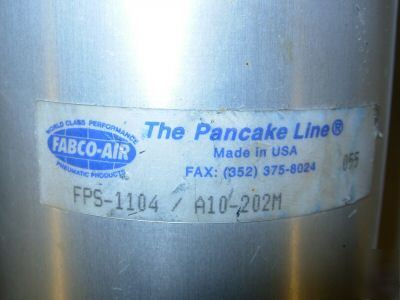 WORLD CLASS PERFORMANCE
FABCO-AIR
PNEUMATIC PRODUCTS
The Pancake Line®
Made in USA
FAX: (352) 375-8024
055
FPS-1104 / A10-202M